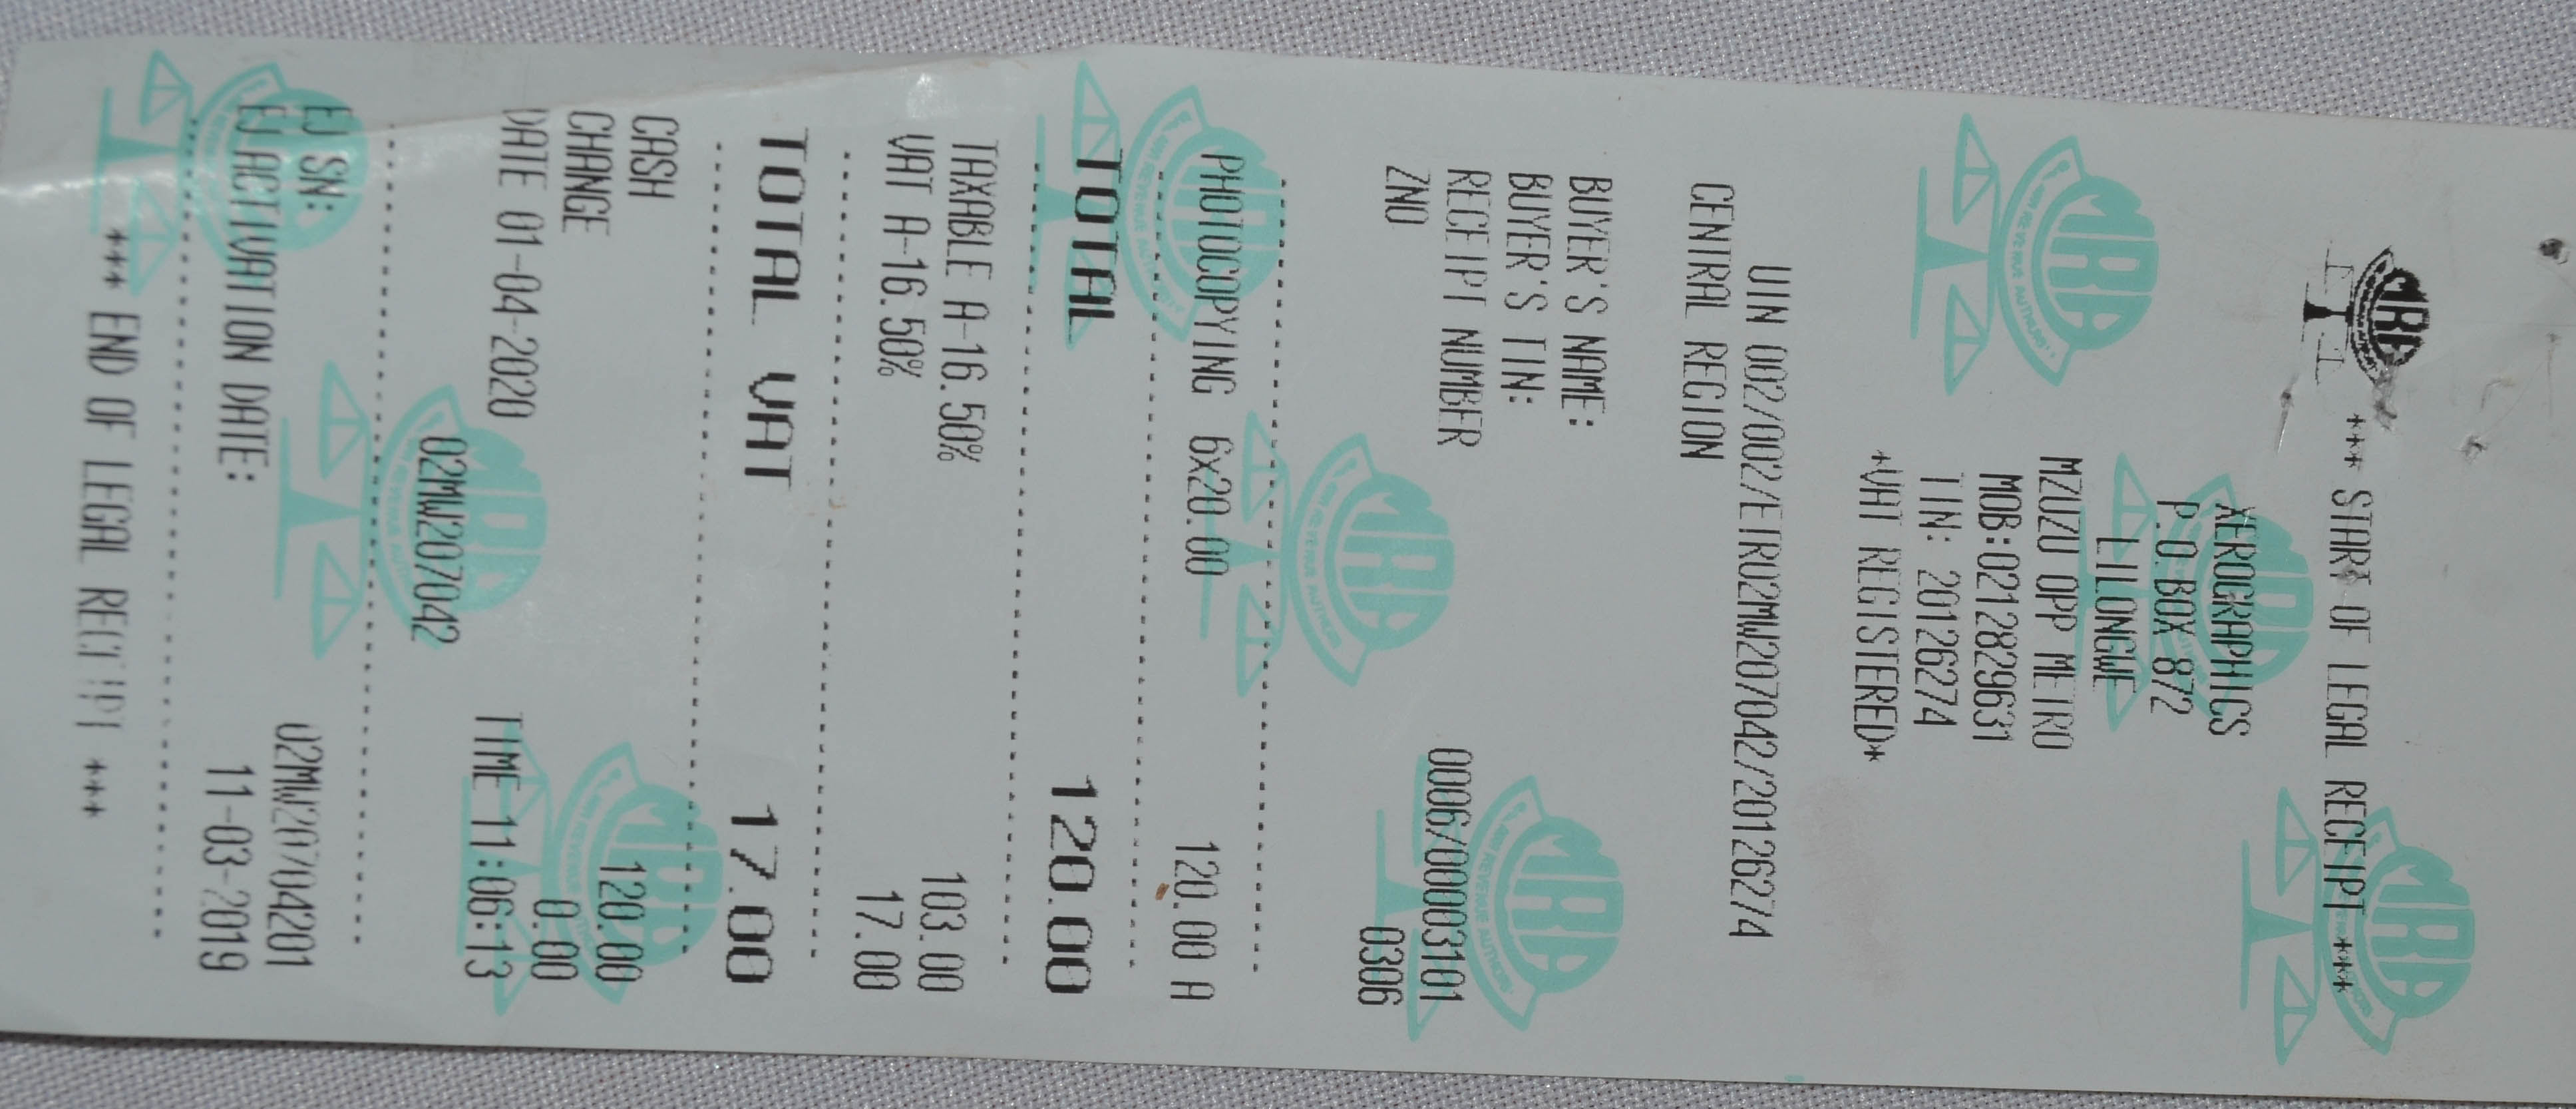 *** START OF LEGAL RECEIPT ***
XEROGRAPHICS
P.O.BOX 872
LILONGWE
MZUZU OPP METRO
MOB:0212829631
TIN: 20126274
*VAT REGISTERED*
UIN 002/002/ETR02MW207042/20126274
CENTRAL REGION
BUYER'S NAME:
BUYER'S TIN:
RECEIPT NUMBER 0006/0000003101
ZNO 0306
PHOTOCOPYING 6x20.00 120.00 A
TOTAL 120.00
TAXABLE A-16.50% 103.00
VAT A-16.50% 17.00
TOTAL VAT 17.00
CASH 120.00
CHANGE 0.00
DATE 01-04-2020 TIME 11:06:13
02MW207042
EJ SN: 02MW20704201
EJ ACTIVATION DATE: 11-03-2019
*** END OF LEGAL RECEIPT ***